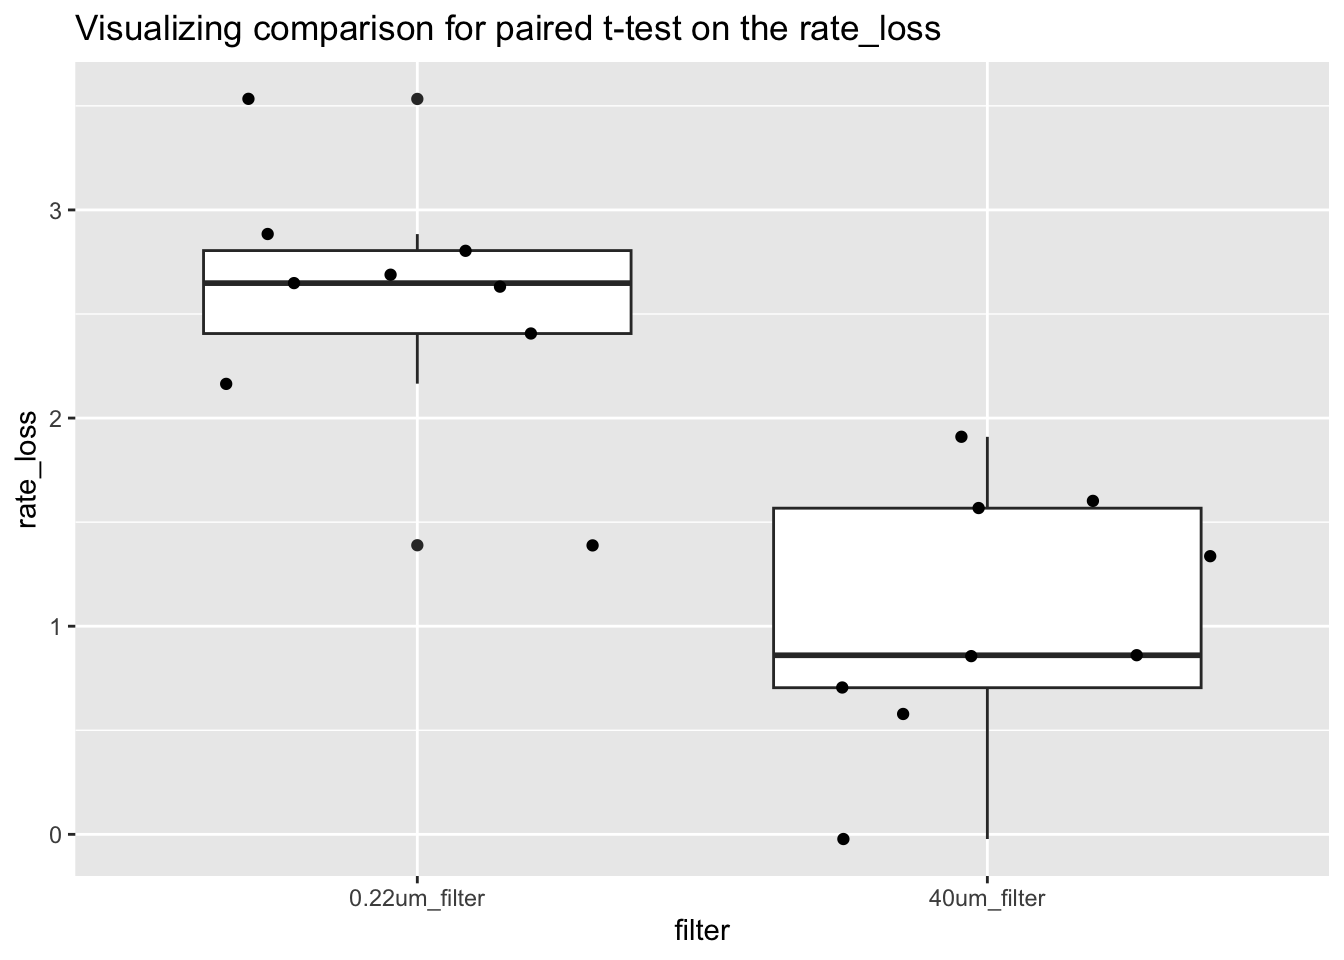 Visualizing comparison for paired t-test on the rate_loss
3
2
1
0
rate_loss
0.22um_filter
40um_filter
filter